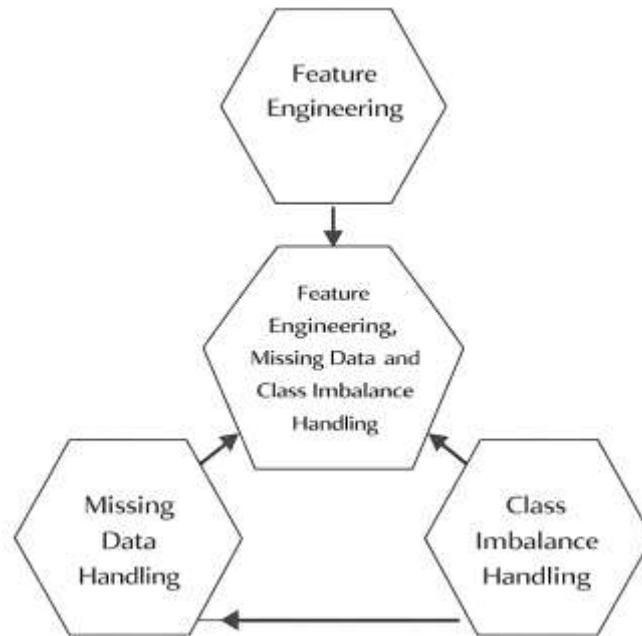 Feature
Engineering
Feature
Engineering,
Missing Data and
Class Imbalance
Handling
Missing
Data
Handling
Class
Imbalance
Handling